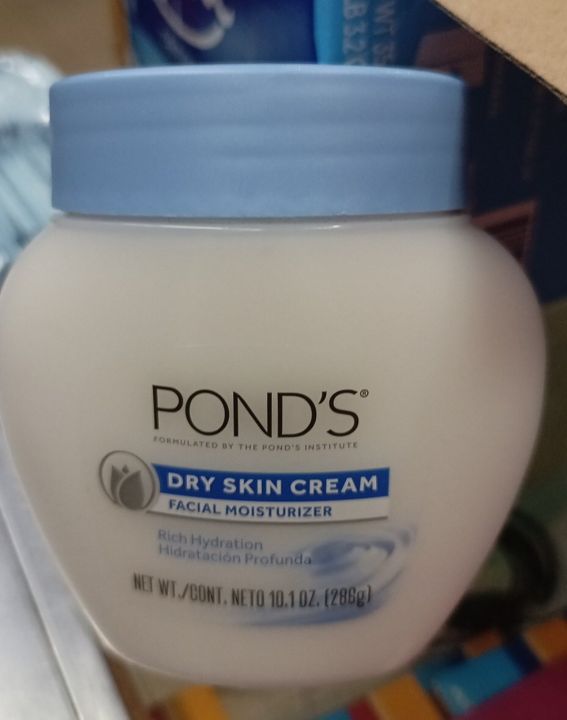 POND'S®
FORMULATED BY THE POND'S INSTITUTE
DRY SKIN CREAM
FACIAL MOISTURIZER
Rich Hydration
Hidratación Profunda
NET WT./CONT. NETO 10.1 OZ. (286g)